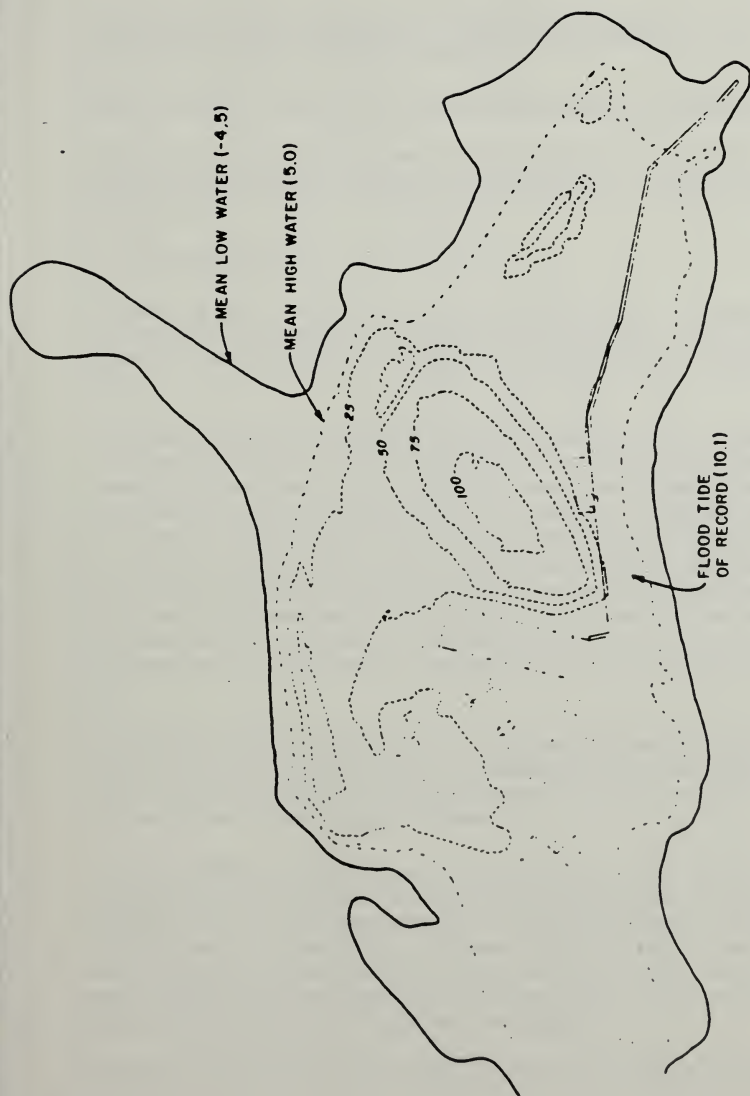 MEAN LOW WATER (-4.5)
MEAN HIGH WATER (5.0)
25
50
75
100
FLOOD TIDE
OF RECORD (10.1)